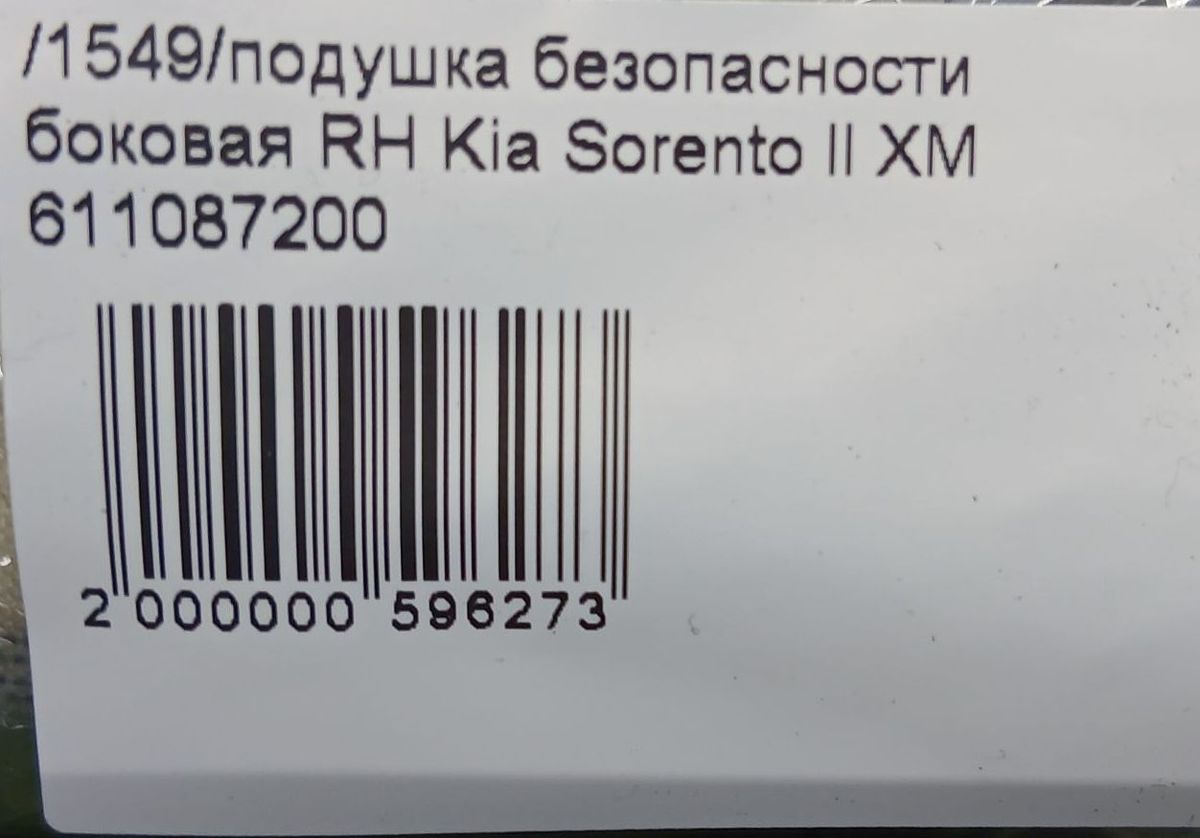 /1549/подушка безопасности
боковая RH Kia Sorento II XM
611087200
2 000000 596273